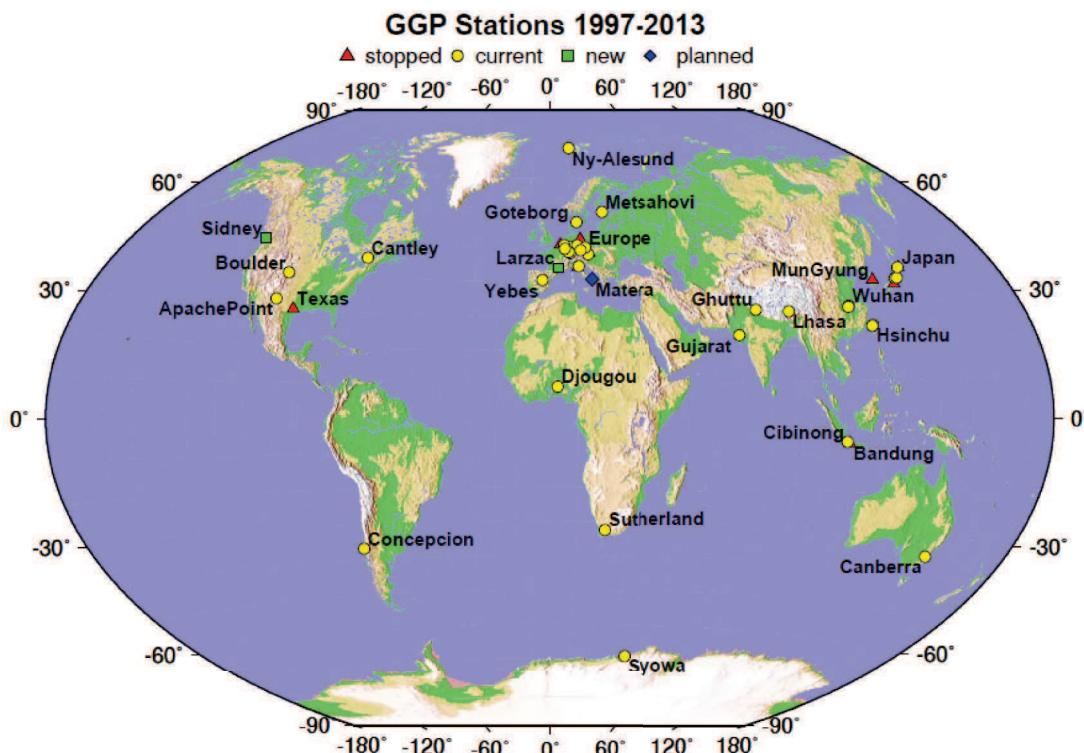 GGP Stations 1997-2013
stopped current new planned
-180˚ -120˚ -60˚ 0˚ 60˚ 120˚ 180˚
90˚ 90˚
Ny-Alesund
60˚ 60˚
Metsahovi
Goteborg
Sidney
Europe
Cantley
Larzac
Japan
Boulder
MunGyung
Yebes
Matera
Ghuttu
Wuhan
30˚ 30˚
ApachePoint
Texas
Lhasa
Hsinchu
Gujarat
Djougou
0˚ 0˚
Cibinong
Bandung
Sutherland
Concepcion
-30˚ -30˚
Canberra
-60˚ -60˚
Syowa
-90˚ -90˚
-180˚ -120˚ -60˚ 0˚ 60˚ 120˚ 180˚